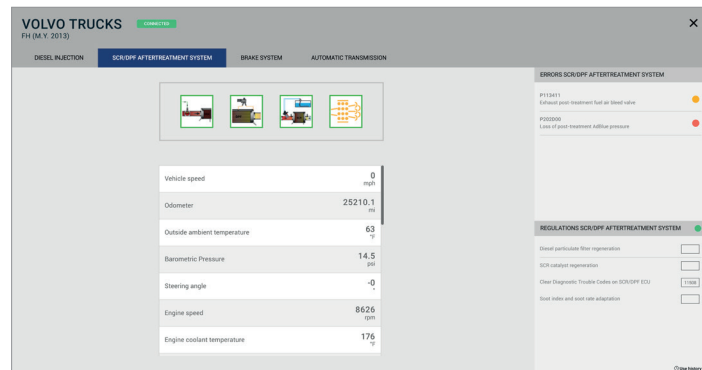 VOLVO TRUCKS
CONNECTED
FH (M.Y. 2013)
DIESEL INJECTION
SCR/DPF AFTERTREATMENT SYSTEM
BRAKE SYSTEM
AUTOMATIC TRANSMISSION
Vehicle speed 0
mph
Odometer 25210.1
mi
Outside ambient temperature 63
°F
Barometric Pressure 14.5
psi
Steering angle -0
°
Engine speed 8626
rpm
Engine coolant temperature 176
°F
ERRORS SCR/DPF AFTERTREATMENT SYSTEM
P113411
Exhaust post-treatment fuel air bleed valve
P202D00
Loss of post-treatment AdBlue pressure
REGULATIONS SCR/DPF AFTERTREATMENT SYSTEM
Diesel particulate filter regeneration
SCR catalyst regeneration
Clear Diagnostic Trouble Codes on SCR/DPF ECU
Soot index and soot rate adaptation
Use history